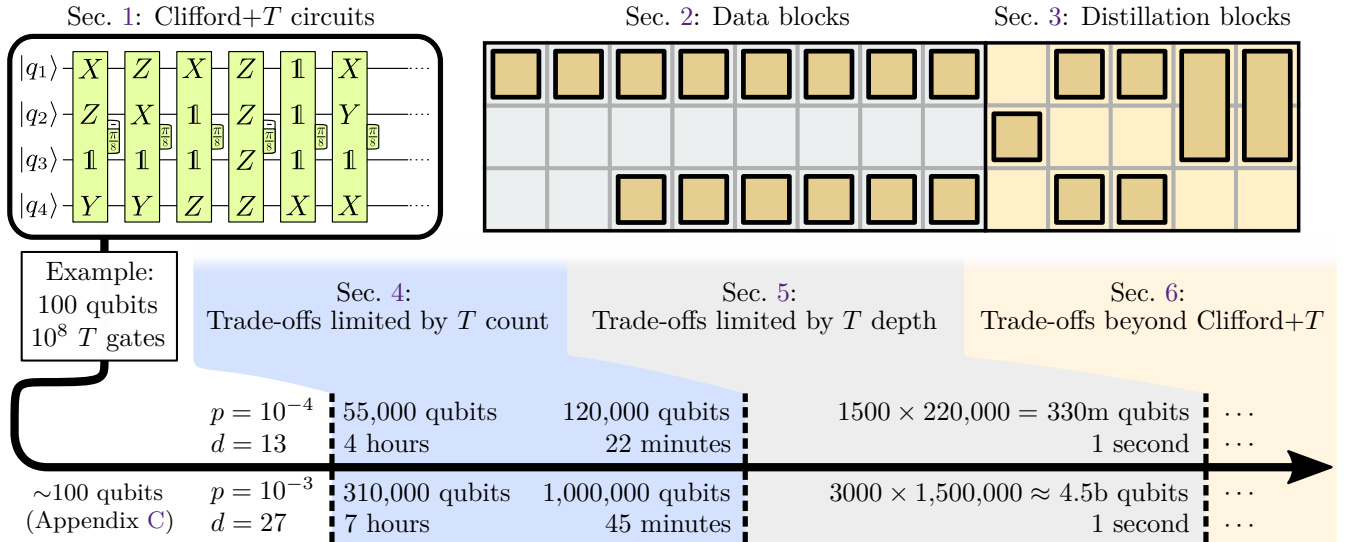 Sec. 1: Clifford+T circuits
Sec. 2: Data blocks
Sec. 3: Distillation blocks
|q₁⟩ X Z X Z 𝟙 X ····
|q₂⟩ Z X 𝟙 Z 𝟙 Y ····
-π/8 π/8 π/8 -π/8 π/8 π/8
|q₃⟩ 𝟙 𝟙 𝟙 Z 𝟙 𝟙 ····
|q₄⟩ Y Y Z Z X X ····
Example:
100 qubits
10⁸ T gates
Sec. 4:
Trade-offs limited by T count
Sec. 5:
Trade-offs limited by T depth
Sec. 6:
Trade-offs beyond Clifford+T
p = 10⁻⁴ 55,000 qubits 120,000 qubits 1500 × 220,000 = 330m qubits ···
d = 13 4 hours 22 minutes 1 second ···
~100 qubits
(Appendix C)
p = 10⁻³ 310,000 qubits 1,000,000 qubits 3000 × 1,500,000 ≈ 4.5b qubits ···
d = 27 7 hours 45 minutes 1 second ···